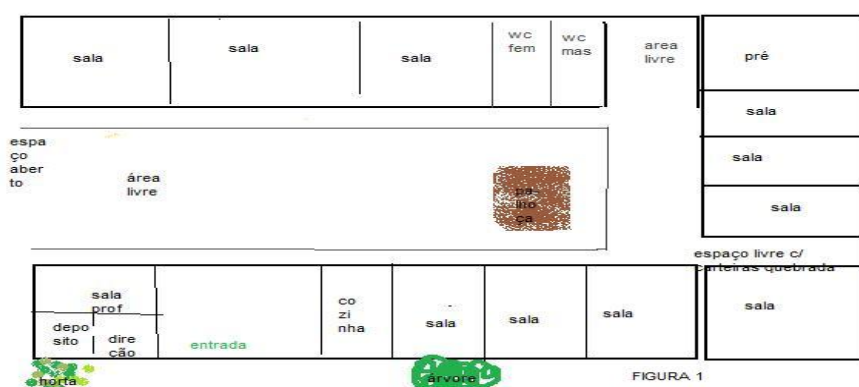 sala
sala
sala
wc
fem
wc
mas
area
livre
pré
sala
sala
sala
espa
ço
aber
to
área
livre
pa-
lho
ça
espaço livre c/
carteiras quebrada
sala
prof
depo
sito
dire
ção
entrada
co
zi
nha
sala
sala
sala
sala
horta
árvore
FIGURA 1